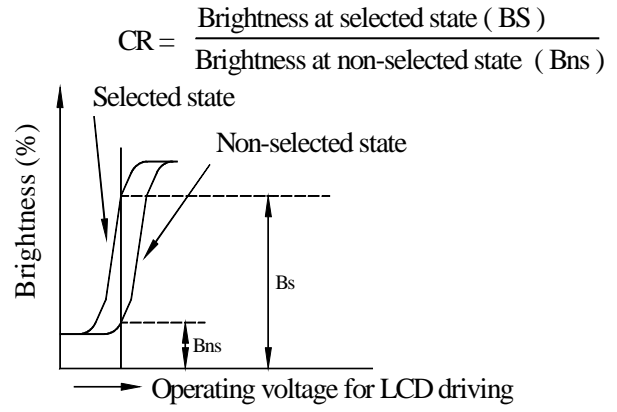 CR = Brightness at selected state ( BS )
Brightness at non-selected state ( Bns )
Selected state
Non-selected state
Brightness (%)
Bs
Bns
Operating voltage for LCD driving